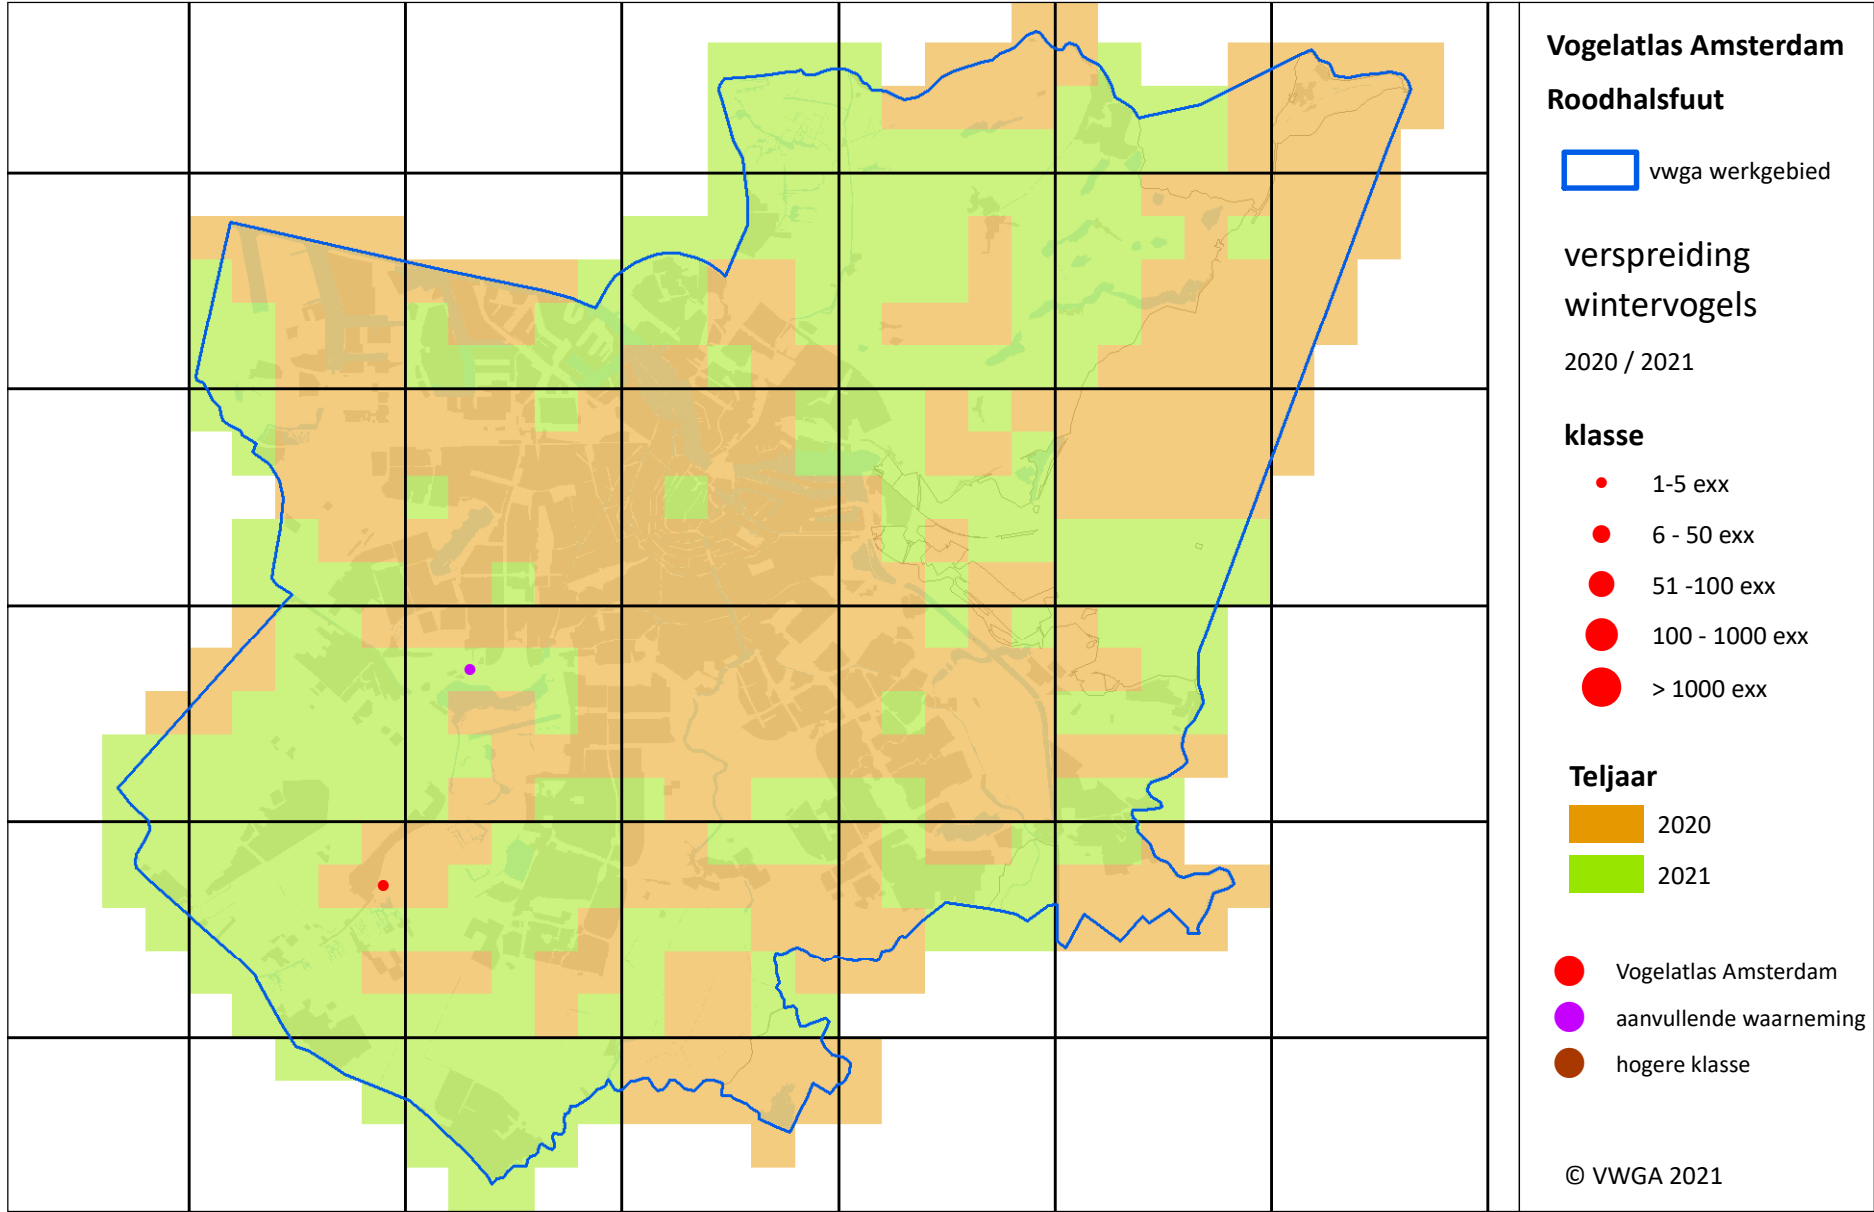 Vogelatlas Amsterdam
Roodhalsfuut
vwga werkgebied
verspreiding
wintervogels
2020 / 2021
klasse
1-5 exx
6 - 50 exx
51 -100 exx
100 - 1000 exx
> 1000 exx
Teljaar
2020
2021
Vogelatlas Amsterdam
aanvullende waarneming
hogere klasse
© VWGA 2021